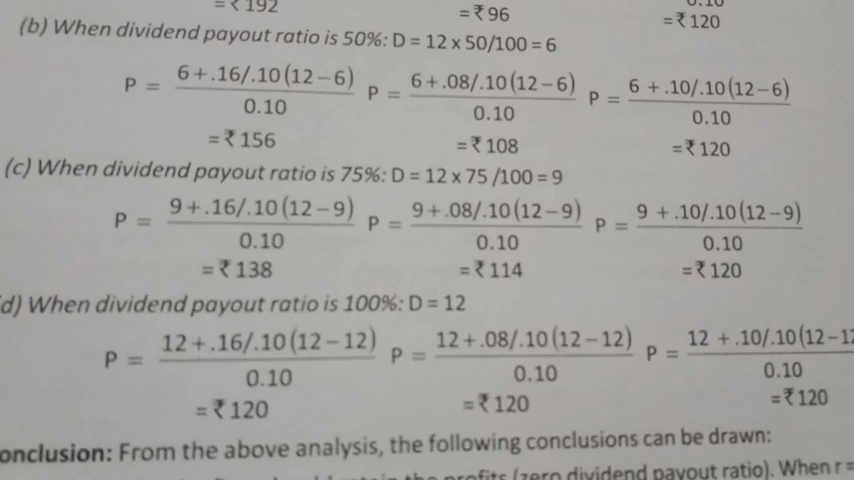 = ₹ 192 = ₹ 96 0.10
= ₹ 120
(b) When dividend payout ratio is 50%: D = 12 x 50/100 = 6
P = 6+.16/.10(12−6) P = 6+.08/.10(12−6) P = 6 +.10/.10(12−6)
0.10 0.10 0.10
= ₹ 156 = ₹ 108 = ₹ 120
(c) When dividend payout ratio is 75%: D = 12 x 75 /100 = 9
P = 9+.16/.10(12−9) P = 9+.08/.10(12−9) P = 9 +.10/.10(12−9)
0.10 0.10 0.10
= ₹ 138 = ₹ 114 = ₹ 120
d) When dividend payout ratio is 100%: D = 12
P = 12+.16/.10(12−12) P = 12+.08/.10(12−12) P = 12 +.10/.10(12−12
0.10 0.10 0.10
= ₹ 120 = ₹ 120 = ₹ 120
onclusion: From the above analysis, the following conclusions can be drawn:
the profits (zero dividend payout ratio). When r =